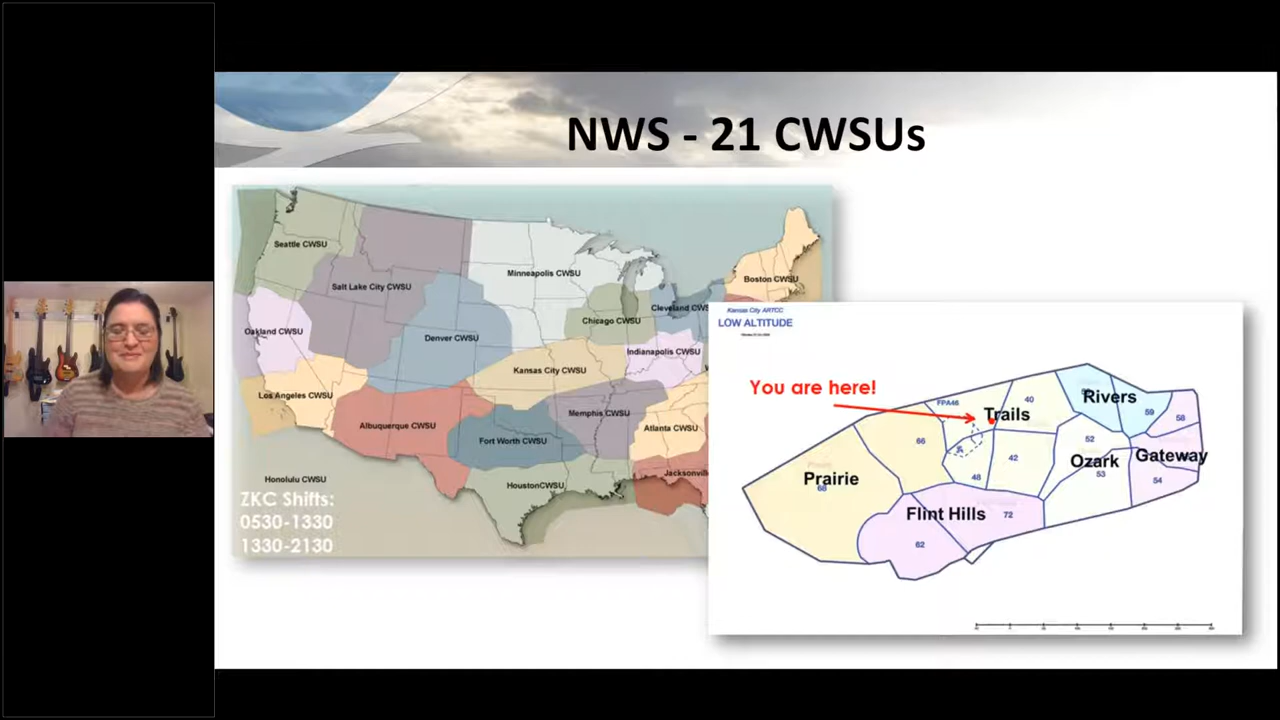 NWS - 21 CWSUs
Seattle CWSU
Salt Lake City CWSU
Minneapolis CWSU
Boston CWSU
Oakland CWSU
Denver CWSU
Chicago CWSU
Cleveland CWS
Indianapolis CWSU
Kansas City CWSU
Los Angeles CWSU
Albuquerque CWSU
Fort Worth CWSU
Memphis CWSU
Atlanta CWSU
Jacksonvill
HoustonCWSU
Honolulu CWSU
ZKC Shifts:
0530-1330
1330-2130
Kansas City ARTCC
LOW ALTITUDE
You are here!
FPA46
40
Trails
Rivers
59
58
66
52
42
Ozark
53
Gateway
54
48
Prairie
68
Flint Hills
72
62